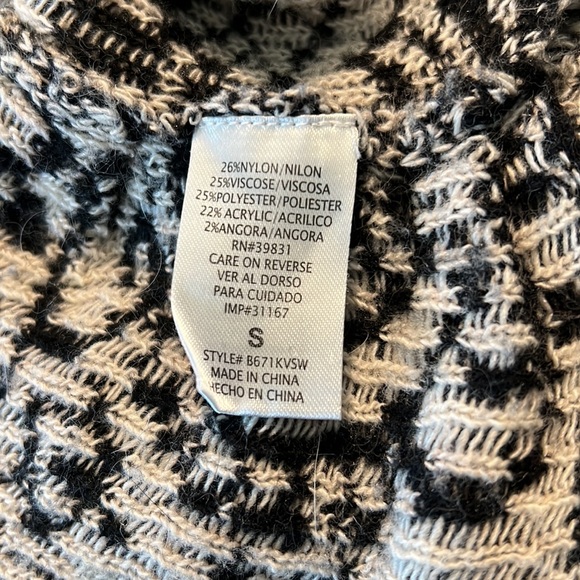 26%NYLON/NILON
25%VISCOSE/VISCOSA
25%POLYESTER/POLIESTER
22% ACRYLIC/ACRILICO
2%ANGORA/ANGORA
RN#39831
CARE ON REVERSE
VER AL DORSO
PARA CUIDADO
IMP#31167
S
STYLE# B671KVSW
MADE IN CHINA
HECHO EN CHINA